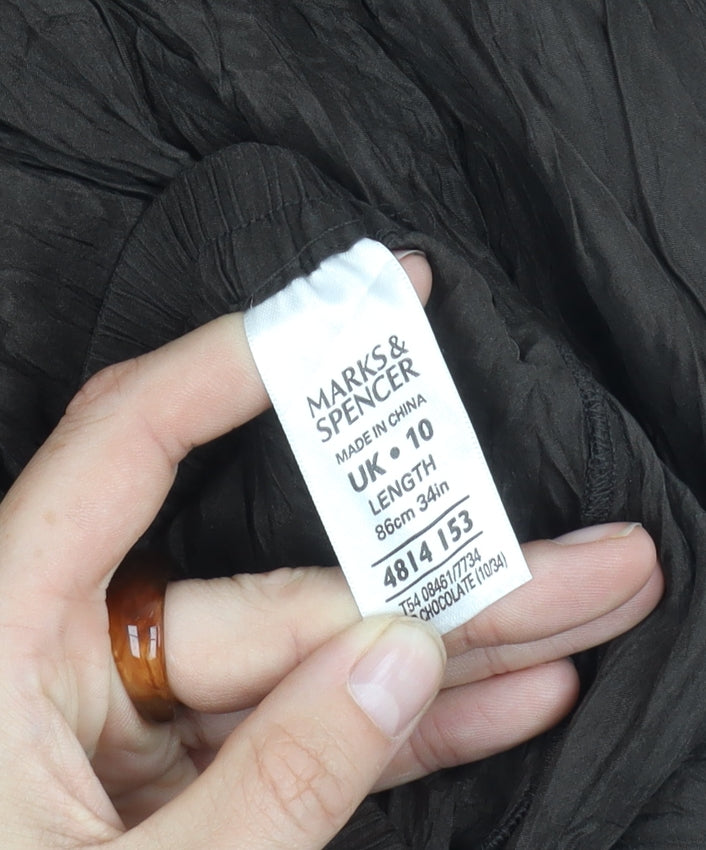 MARKS &
SPENCER
MADE IN CHINA
UK • 10
LENGTH
86cm 34in
4814 153
T54 08461/7734
CHOCOLATE (10/34)